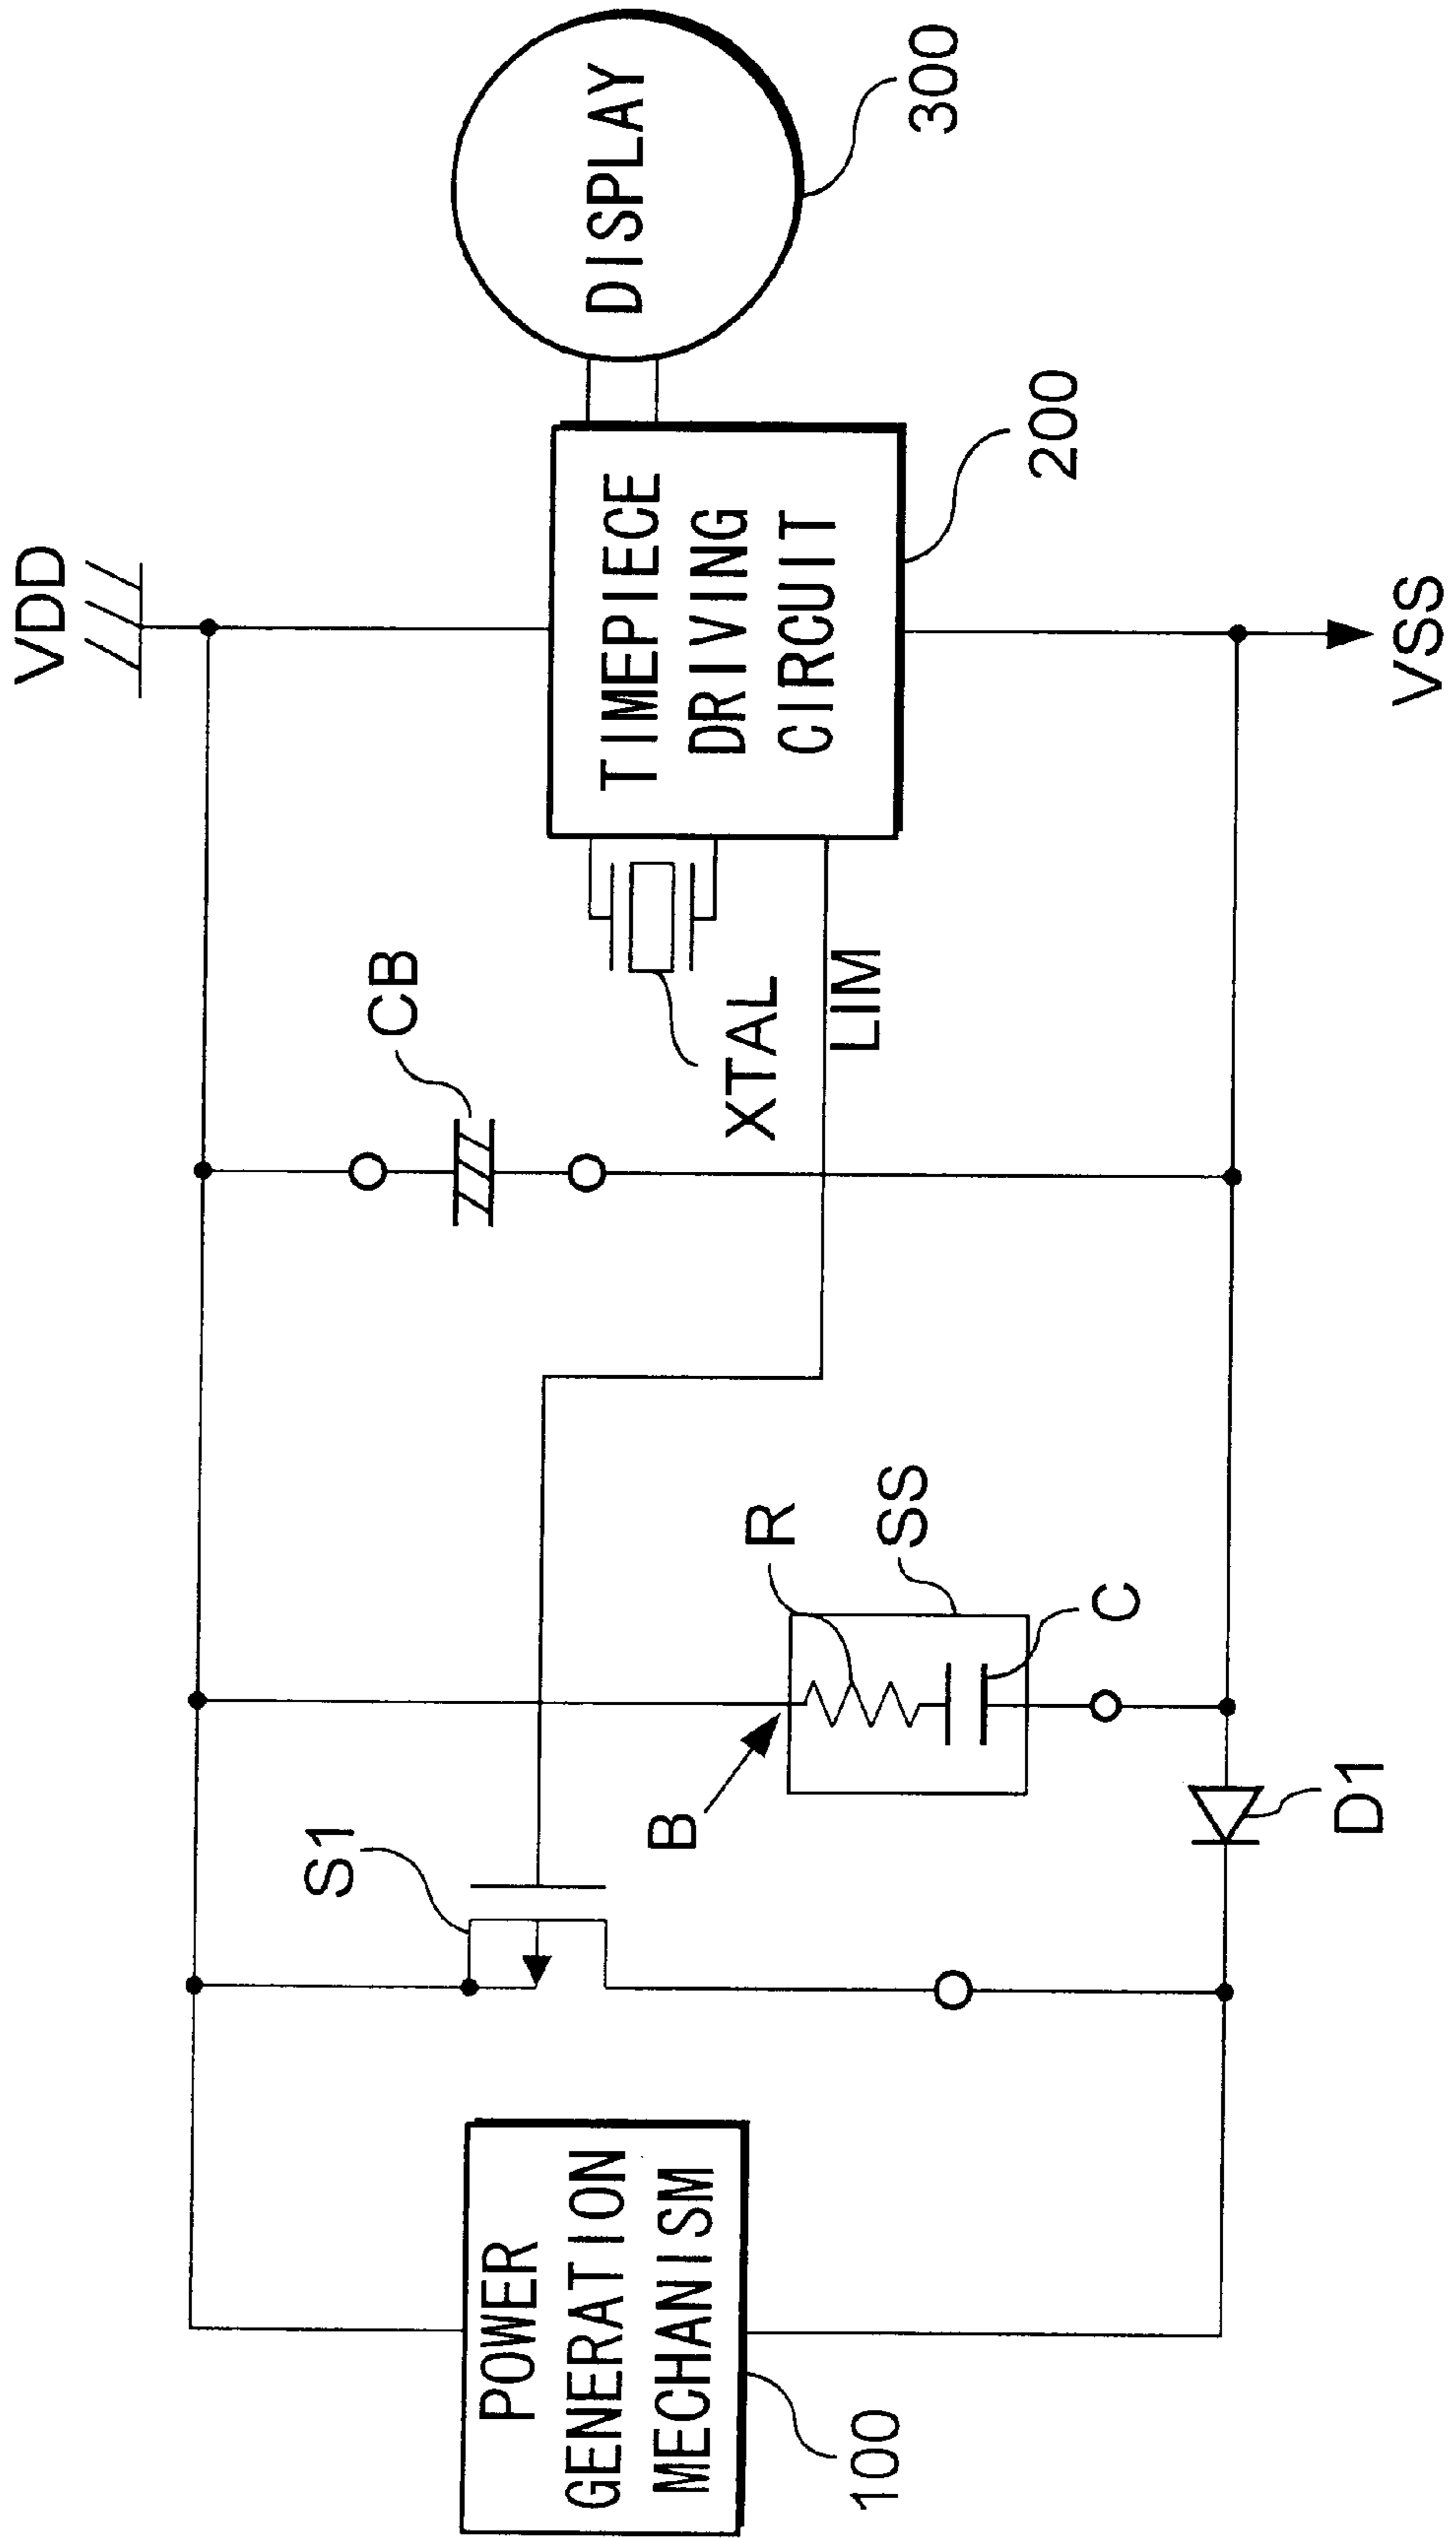 VDD
POWER
GENERATION
MECHANISM
100
S1
B
R
SS
C
D1
CB
XTAL
LIM
TIMEPIECE
DRIVING
CIRCUIT
200
DISPLAY
300
VSS